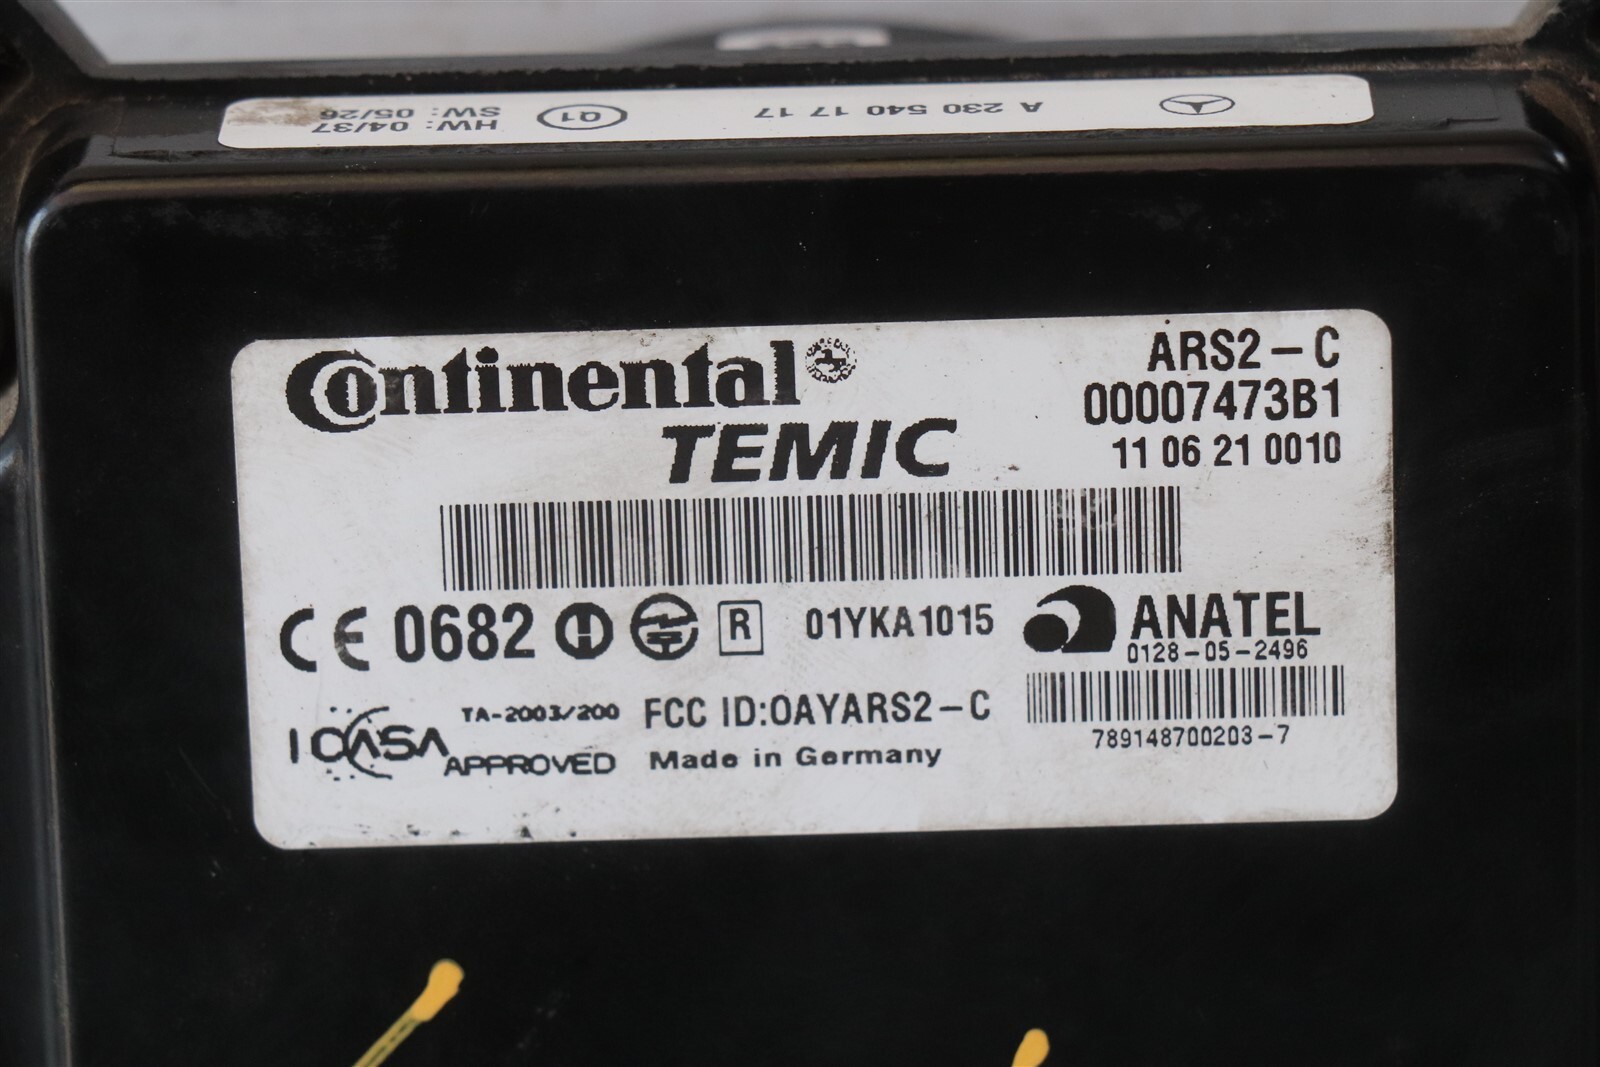 A 230 540 17 17
Q1
HW: 04/37
SW: 05/26
Continental
TEMIC
ARS2-C
00007473B1
11 06 21 0010
CE 0682
R
01YKA1015
ANATEL
0128-05-2496
ICASA
TA-2003/200
APPROVED
FCC ID:OAYARS2-C
Made in Germany
789148700203-7